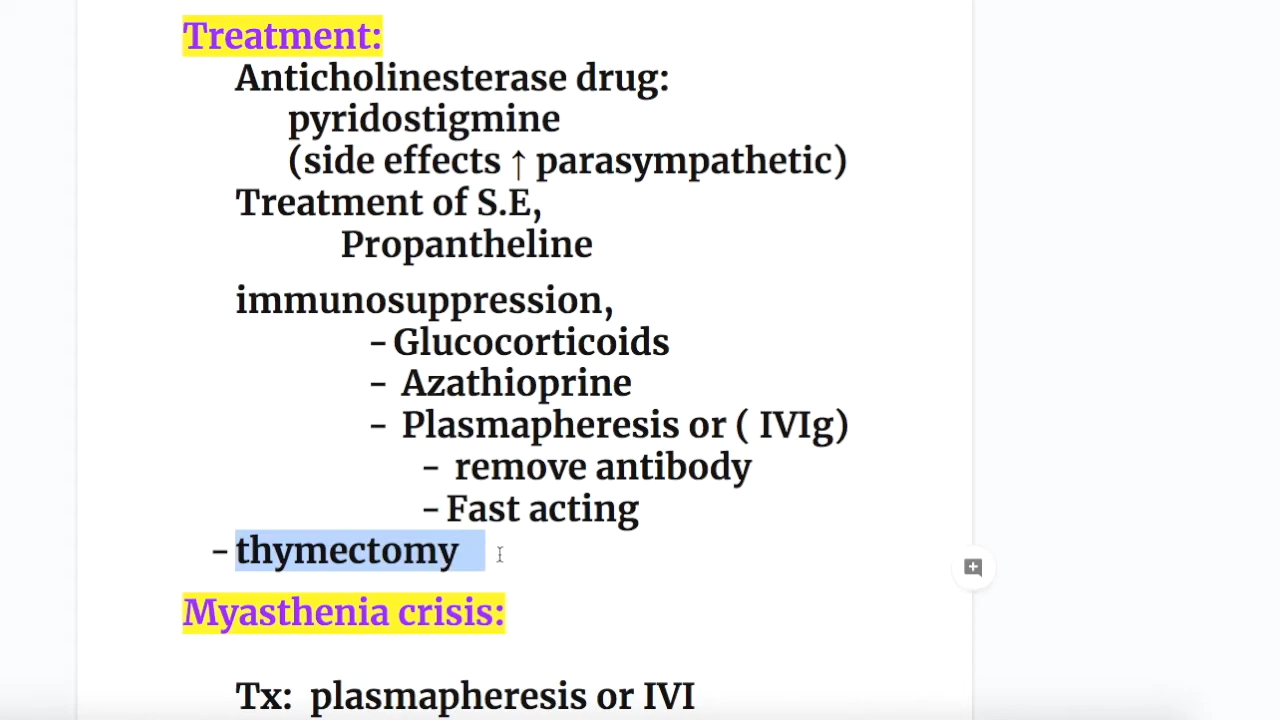 Treatment:
Anticholinesterase drug:
pyridostigmine
(side effects ↑ parasympathetic)
Treatment of S.E,
Propantheline
immunosuppression,
- Glucocorticoids
- Azathioprine
- Plasmapheresis or ( IVIg)
- remove antibody
- Fast acting
- thymectomy
Myasthenia crisis:
Tx: plasmapheresis or IVI